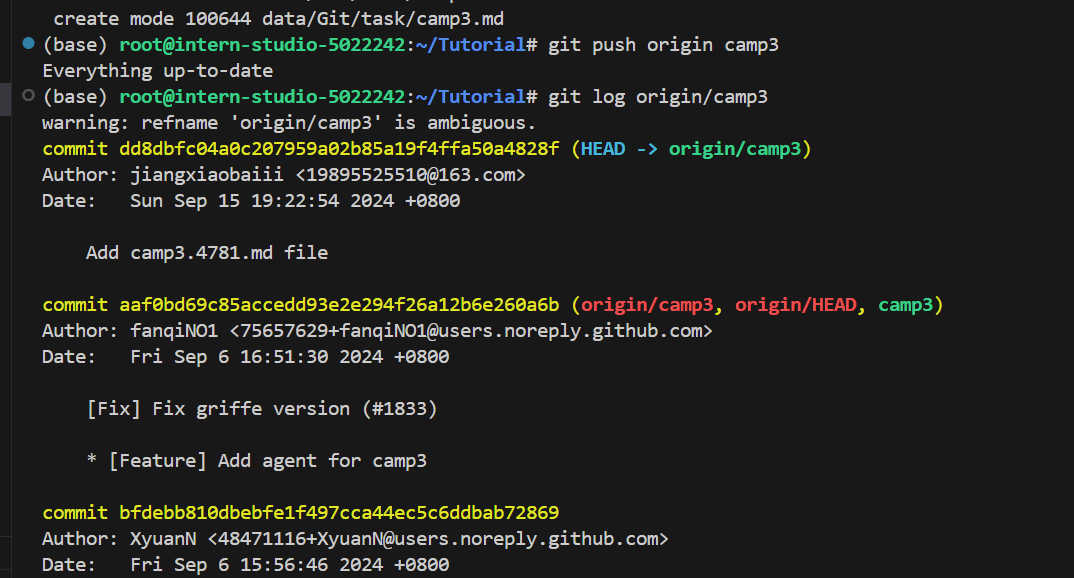 create mode 100644 data/Git/task/camp3.md
(base) root@intern-studio-5022242:~/Tutorial# git push origin camp3
Everything up-to-date
(base) root@intern-studio-5022242:~/Tutorial# git log origin/camp3
warning: refname 'origin/camp3' is ambiguous.
commit dd8dbfc04a0c207959a02b85a19f4ffa50a4828f (HEAD -> origin/camp3)
Author: jiangxiaobaiii <19895525510@163.com>
Date:   Sun Sep 15 19:22:54 2024 +0800
Add camp3.4781.md file
commit aaf0bd69c85accedd93e2e294f26a12b6e260a6b (origin/camp3, origin/HEAD, camp3)
Author: fanqiNO1 <75657629+fanqiNO1@users.noreply.github.com>
Date:   Fri Sep 6 16:51:30 2024 +0800
[Fix] Fix griffe version (#1833)
* [Feature] Add agent for camp3
commit bfdebb810dbebfe1f497cca44ec5c6ddbab72869
Author: XyuanN <48471116+XyuanN@users.noreply.github.com>
Date:   Fri Sep 6 15:56:46 2024 +0800